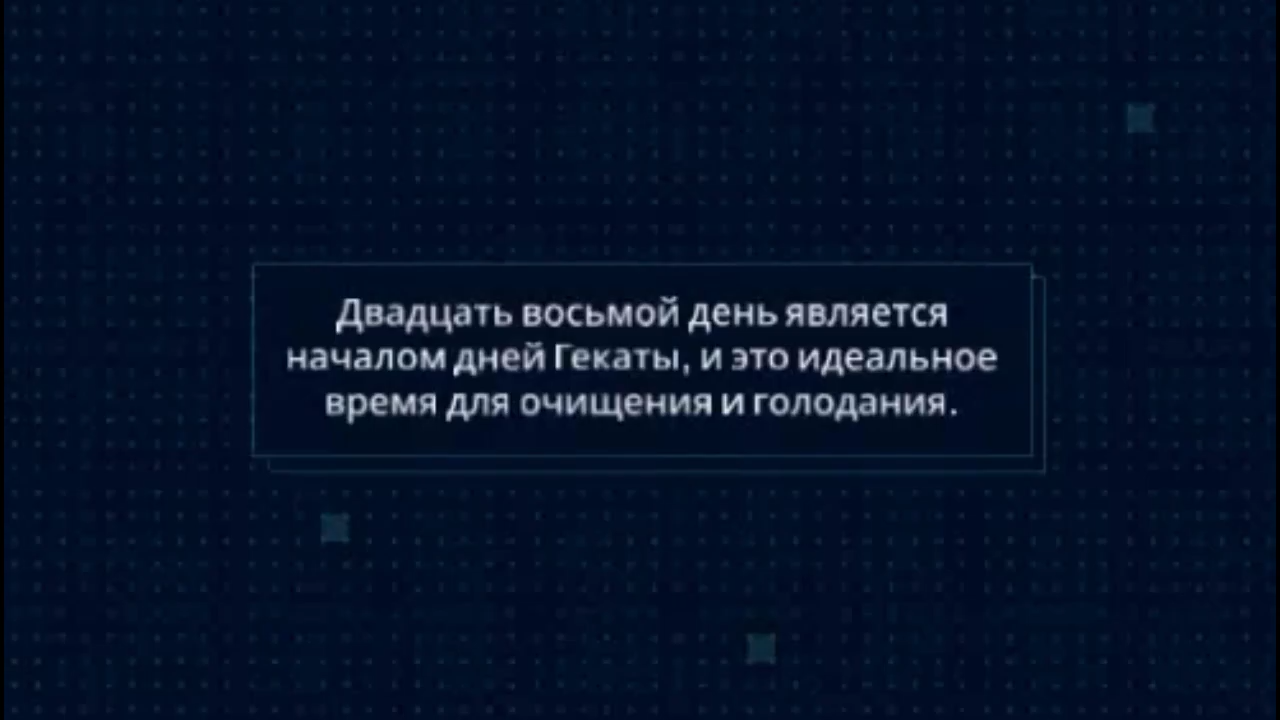 Двадцать восьмой день является
началом дней Гекаты, и это идеальное
время для очищения и голодания.